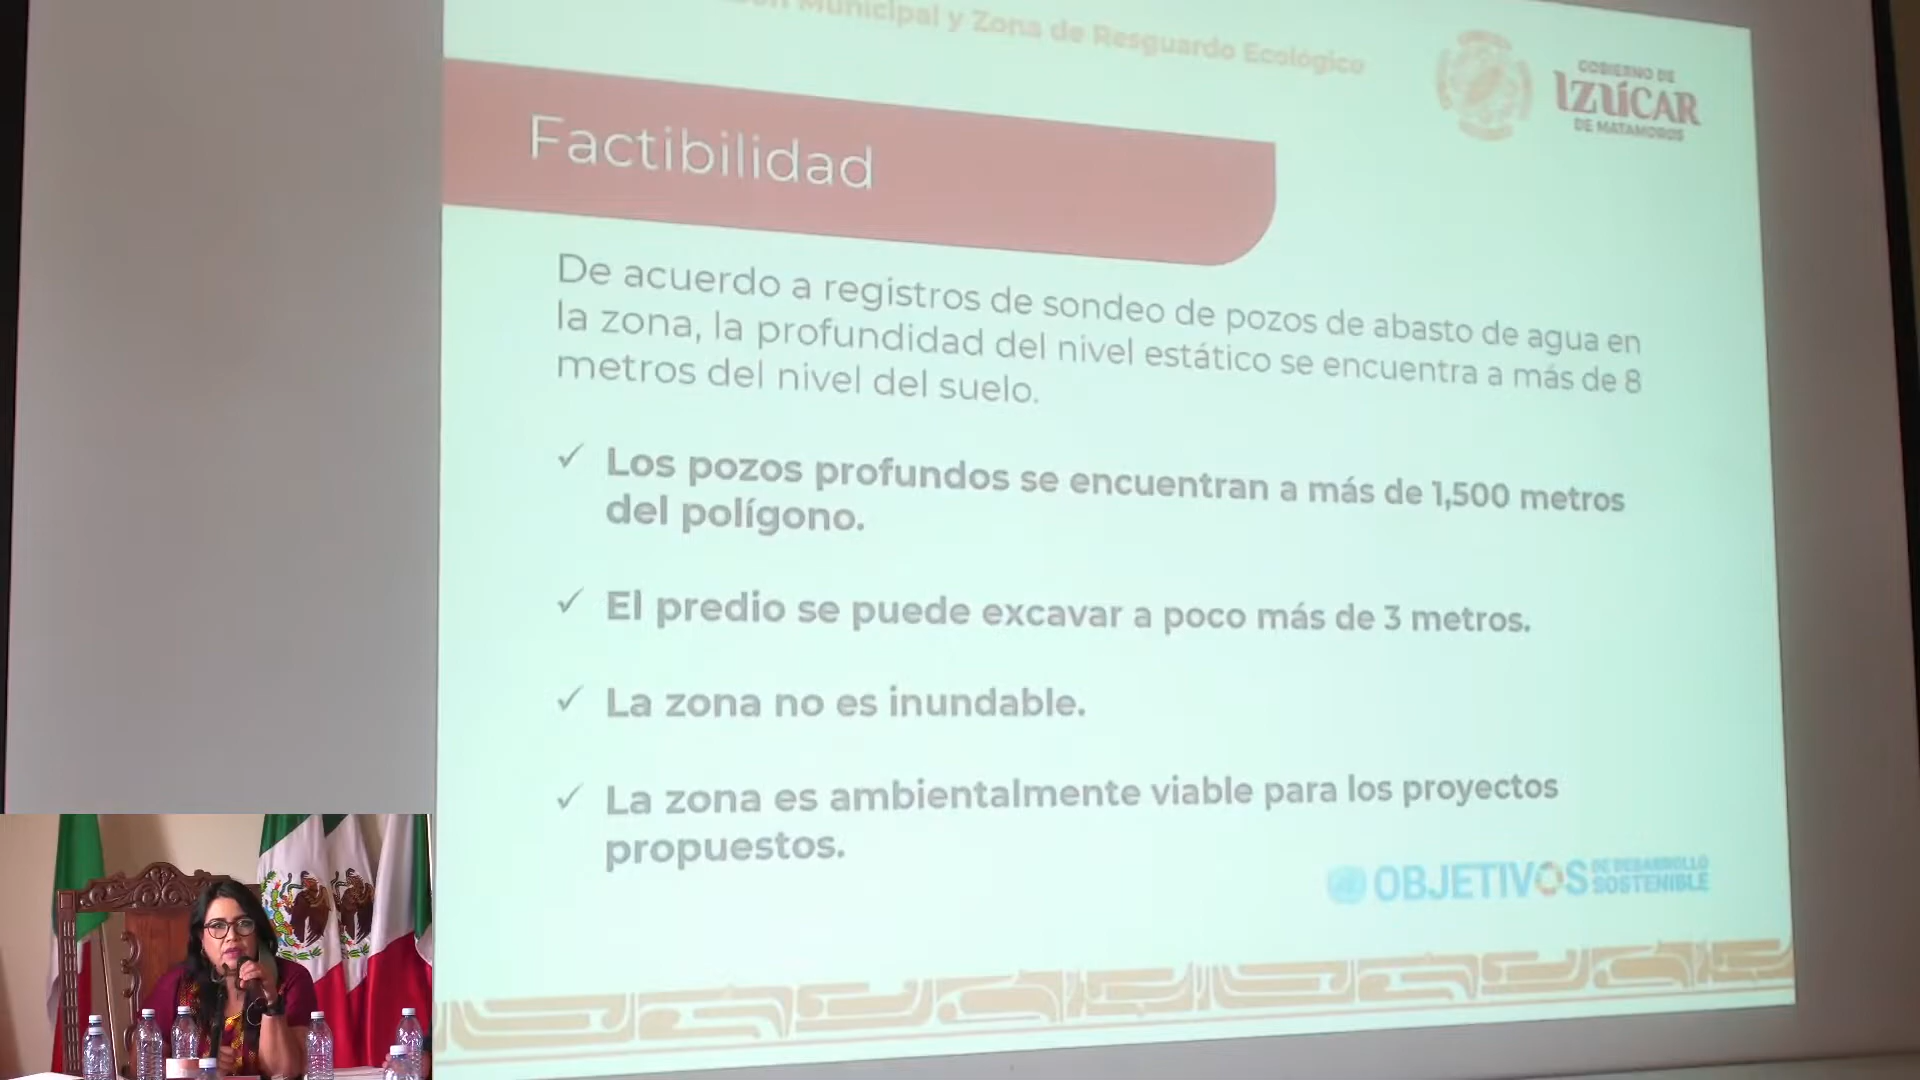 Municipal y Zona de Resguardo Ecológico
GOBIERNO DE
IZÚCAR
DE MATAMOROS
Factibilidad
De acuerdo a registros de sondeo de pozos de abasto de agua en
la zona, la profundidad del nivel estático se encuentra a más de 8
metros del nivel del suelo.
✓ Los pozos profundos se encuentran a más de 1,500 metros
del polígono.
✓ El predio se puede excavar a poco más de 3 metros.
✓ La zona no es inundable.
✓ La zona es ambientalmente viable para los proyectos
propuestos.
OBJETIVOS DE DESARROLLO
SOSTENIBLE